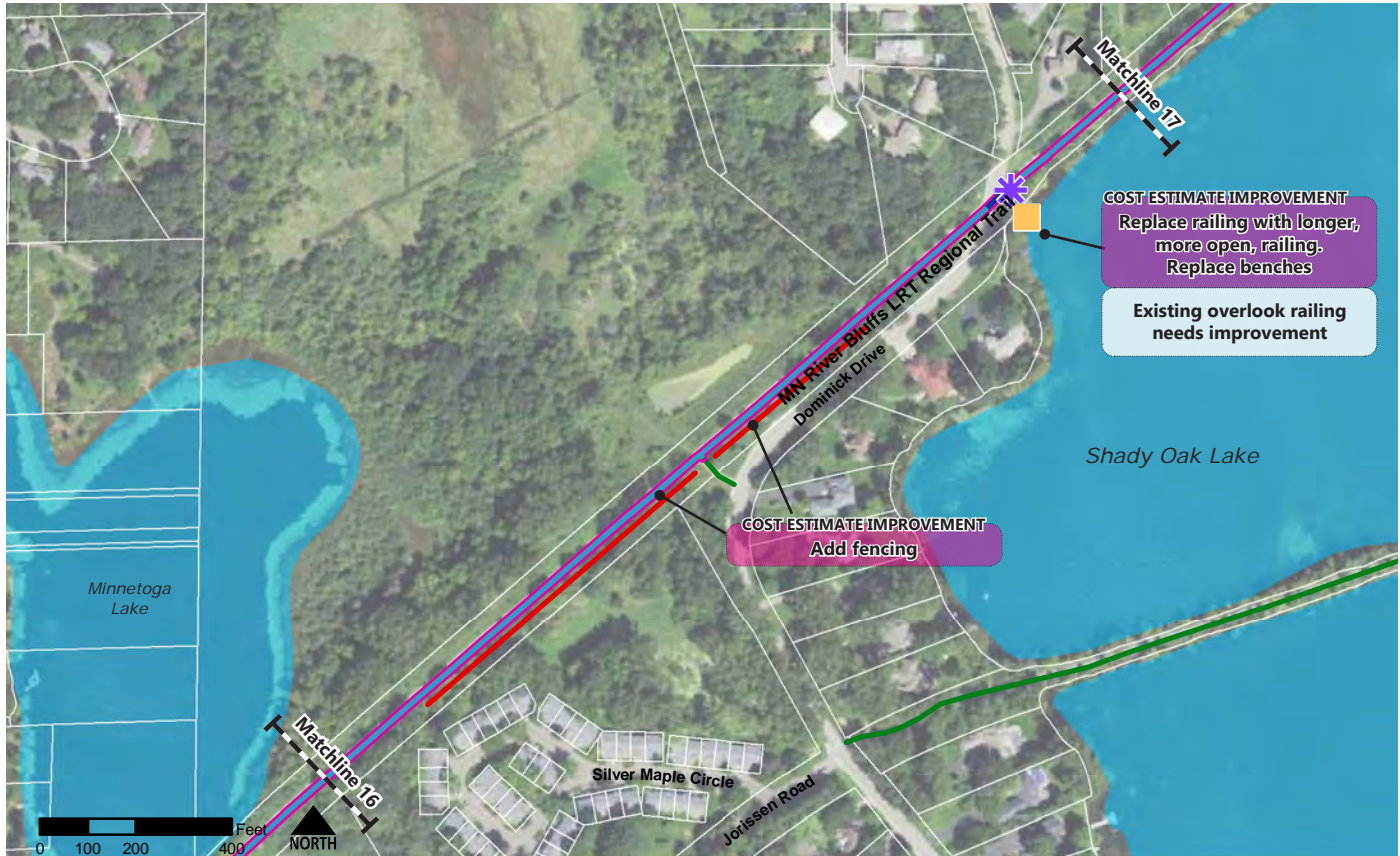 Matchline 17
COST ESTIMATE IMPROVEMENT
Replace railing with longer,
more open, railing.
Replace benches
Existing overlook railing
needs improvement
MN River Bluffs LRT Regional Trail
Dominick Drive
Shady Oak Lake
COST ESTIMATE IMPROVEMENT
Add fencing
Minnetoga
Lake
Matchline 16
Silver Maple Circle
Jorissen Road
Feet
0 100 200 400
NORTH